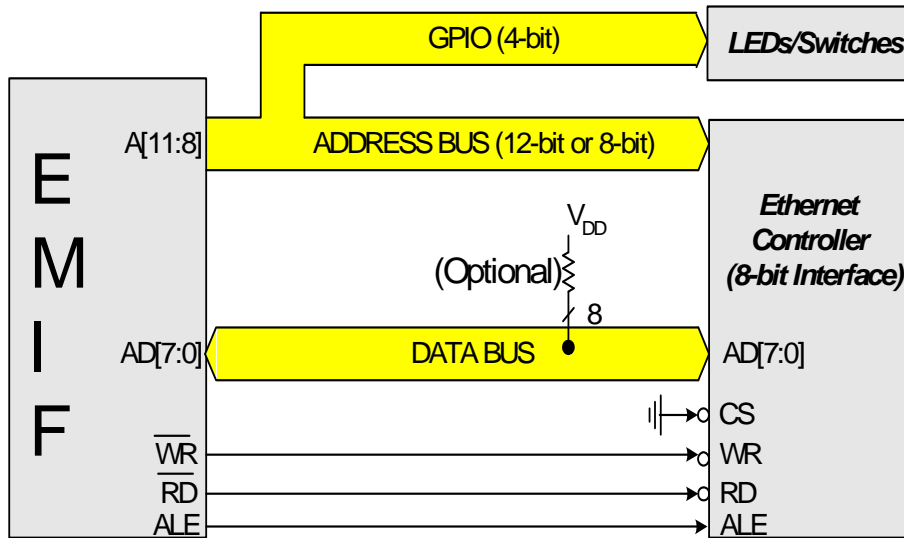 GPIO (4-bit)
LEDs/Switches
E
M
I
F
A[11:8]
ADDRESS BUS (12-bit or 8-bit)
Ethernet
Controller
(8-bit Interface)
VDD
(Optional)
8
AD[7:0]
DATA BUS
AD[7:0]
CS
WR
WR
RD
RD
ALE
ALE